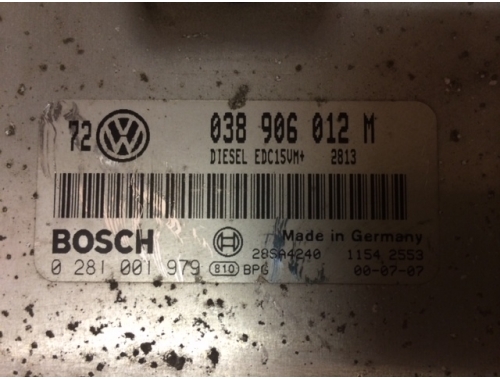 72 VW 038 906 012 M
DIESEL EDC15VM+ 2813
BOSCH Made in Germany
28SA4240 1154 2553
0 281 001 979 810 BPG 00-07-07